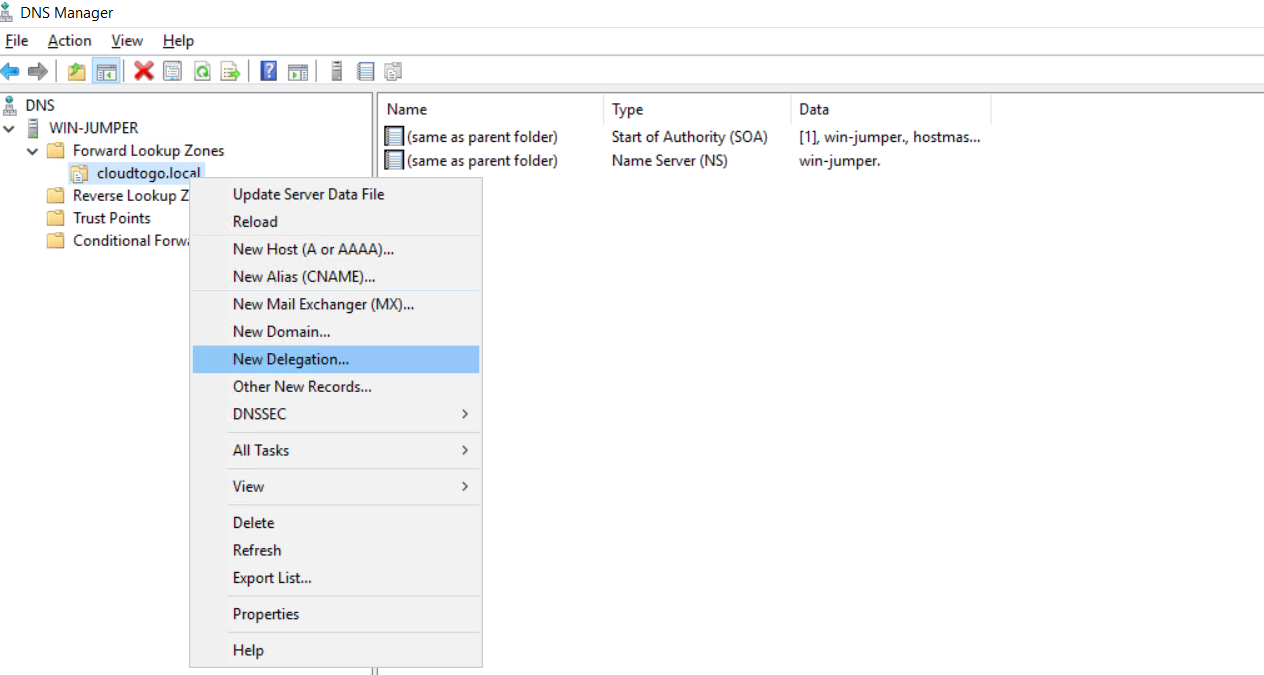 DNS Manager
File Action View Help
DNS
WIN-JUMPER
Forward Lookup Zones
cloudtogo.local
Reverse Lookup Z
Trust Points
Conditional Forwa
Name Type Data
(same as parent folder) Start of Authority (SOA) [1], win-jumper., hostmas...
(same as parent folder) Name Server (NS) win-jumper.
Update Server Data File
Reload
New Host (A or AAAA)...
New Alias (CNAME)...
New Mail Exchanger (MX)...
New Domain...
New Delegation...
Other New Records...
DNSSEC
All Tasks
View
Delete
Refresh
Export List...
Properties
Help